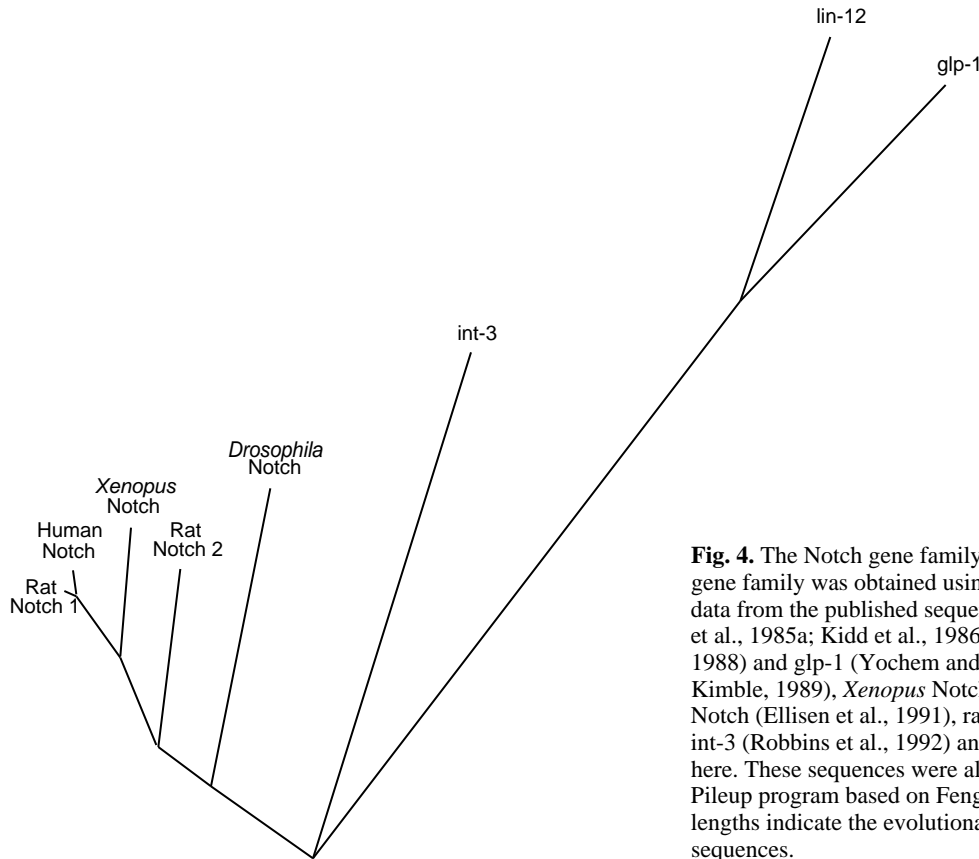 lin-12
glp-1
int-3
Drosophila
Notch
Xenopus
Notch
Human
Notch
Rat
Notch 2
Rat
Notch 1
Fig. 4. The Notch gene family
gene family was obtained usin
data from the published seque
et al., 1985a; Kidd et al., 1986
1988) and glp-1 (Yochem and
Kimble, 1989), Xenopus Notc
Notch (Ellisen et al., 1991), ra
int-3 (Robbins et al., 1992) an
here. These sequences were al
Pileup program based on Feng
lengths indicate the evolutiona
sequences.